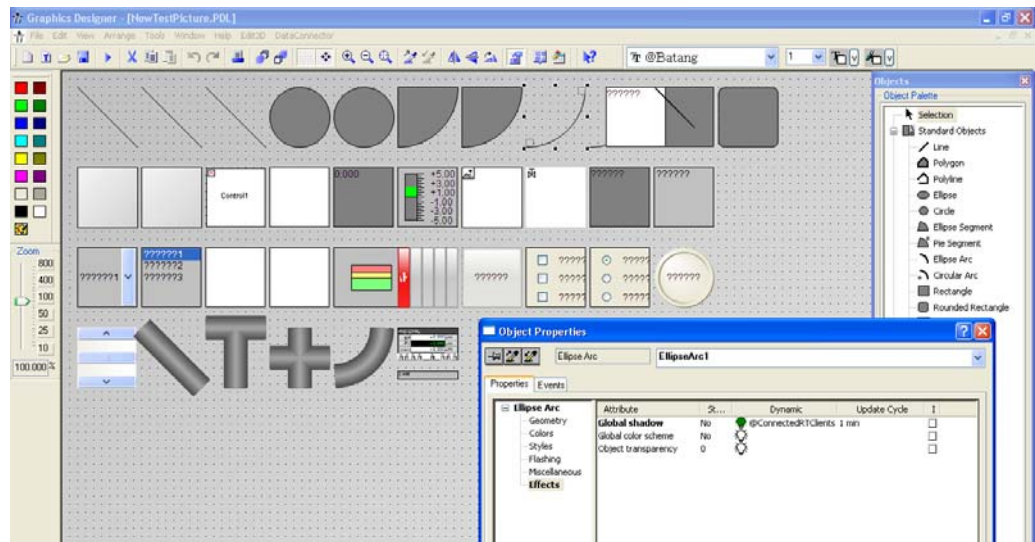 Graphics Designer - [NewTestPicture.PDL]
File Edit View Arrange Tools Window Help Edit3D DataConnector
@Batang
1
Objects
Object Palette
Selection
Standard Objects
Line
Polygon
Polyline
Ellipse
Circle
Ellipse Segment
Pie Segment
Ellipse Arc
Circular Arc
Rectangle
Rounded Rectangle
Zoom
800
400
100
50
25
10
100.000 %
??????
Control1
0.000
+5.00
+3.00
+1.00
-1.00
-3.00
-5.00
??????
??????
???????1
???????1
???????2
???????3
??????
?????
?????
?????
?????
?????
?????
??????
Object Properties
Ellipse Arc
EllipseArc1
Properties Events
Ellipse Arc
Geometry
Colors
Styles
Flashing
Miscellaneous
Effects
Attribute St... Dynamic Update Cycle I
Global shadow No @ConnectedRTClients 1 min
Global color scheme No
Object transparency 0